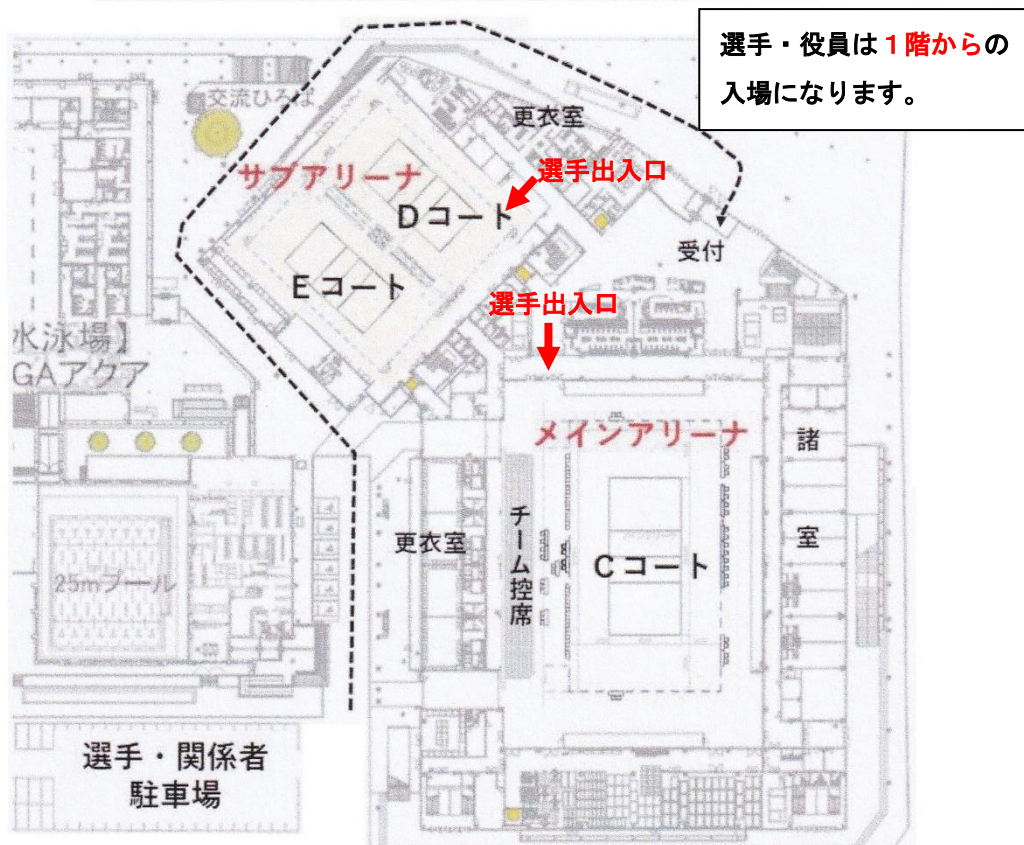 選手・役員は１階からの
入場になります。
交流ひろば
更衣室
サブアリーナ
選手出入口
Dコート
受付
Eコート
選手出入口
水泳場】
GAアクア
メインアリーナ
諸室
更衣室
チーム控席
Cコート
25mプール
選手・関係者
駐車場